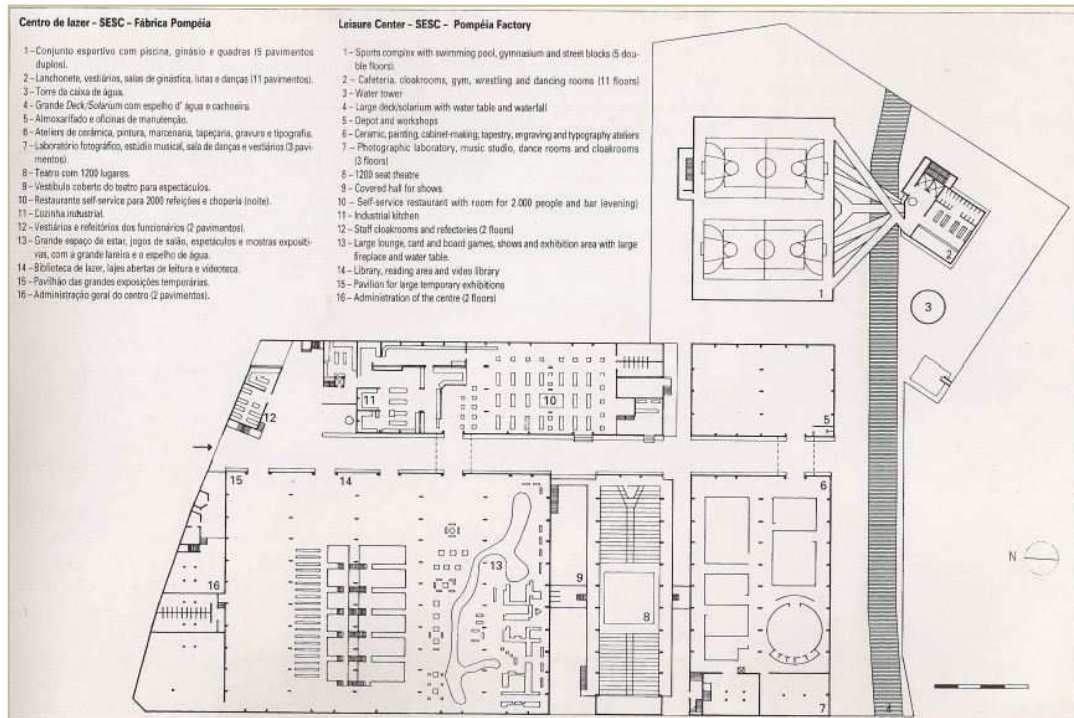 Centro de lazer – SESC – Fábrica Pompéia
1 – Conjunto esportivo com piscina, ginásio e quadras (5 pavimentos
duplos).
2 – Lanchonete, vestiários, salas de ginástica, lutas e danças (11 pavimentos).
3 – Torre da caixa de água.
4 – Grande Deck/Solarium com espelho d' água e cachoeira.
5 – Almoxarifado e oficinas de manutenção.
6 – Ateliers de cerâmica, pintura, marcenaria, tapeçaria, gravura e tipografia.
7 – Laboratório fotográfico, estúdio musical, sala de danças e vestiários (3 pavi-
mentos).
8 – Teatro com 1200 lugares.
9 – Vestíbulo coberto do teatro para espectáculos.
10 – Restaurante self-service para 2000 refeições e choperia (noite).
11 – Cozinha industrial.
12 – Vestiários e refeitórios dos funcionários (2 pavimentos).
13 – Grande espaço de estar, jogos de salão, espetáculos e mostras expositi-
vas, com a grande lareira e o espelho de água.
14 – Biblioteca de lazer, lajes abertas de leitura e videoteca.
15 – Pavilhão das grandes exposições temporárias.
16 – Administração geral do centro (2 pavimentos).
Leisure Center – SESC – Pompéia Factory
1 – Sports complex with swimming pool, gymnasium and street blocks (5 dou-
ble floors).
2 – Cafeteria, cloakrooms, gym, wrestling and dancing rooms (11 floors)
3 – Water tower
4 – Large deck/solarium with water table and waterfall
5 – Depot and workshops
6 – Ceramic, painting, cabinet-making, tapestry, engraving and typography ateliers
7 – Photographic laboratory, music studio, dance rooms and cloakrooms
(3 floors)
8 – 1200 seat theatre
9 – Covered hall for shows
10 – Self-service restaurant with room for 2.000 people and bar (evening)
11 – Industrial kitchen
12 – Staff cloakrooms and refectories (2 floors)
13 – Large lounge, card and board games, shows and exhibition area with large
fireplace and water table.
14 – Library, reading area and video library
15 – Pavilion for large temporary exhibitions
16 – Administration of the centre (2 floors)
2
1
3
11
10
12
5
15
14
6
N
13
9
16
8
7
4